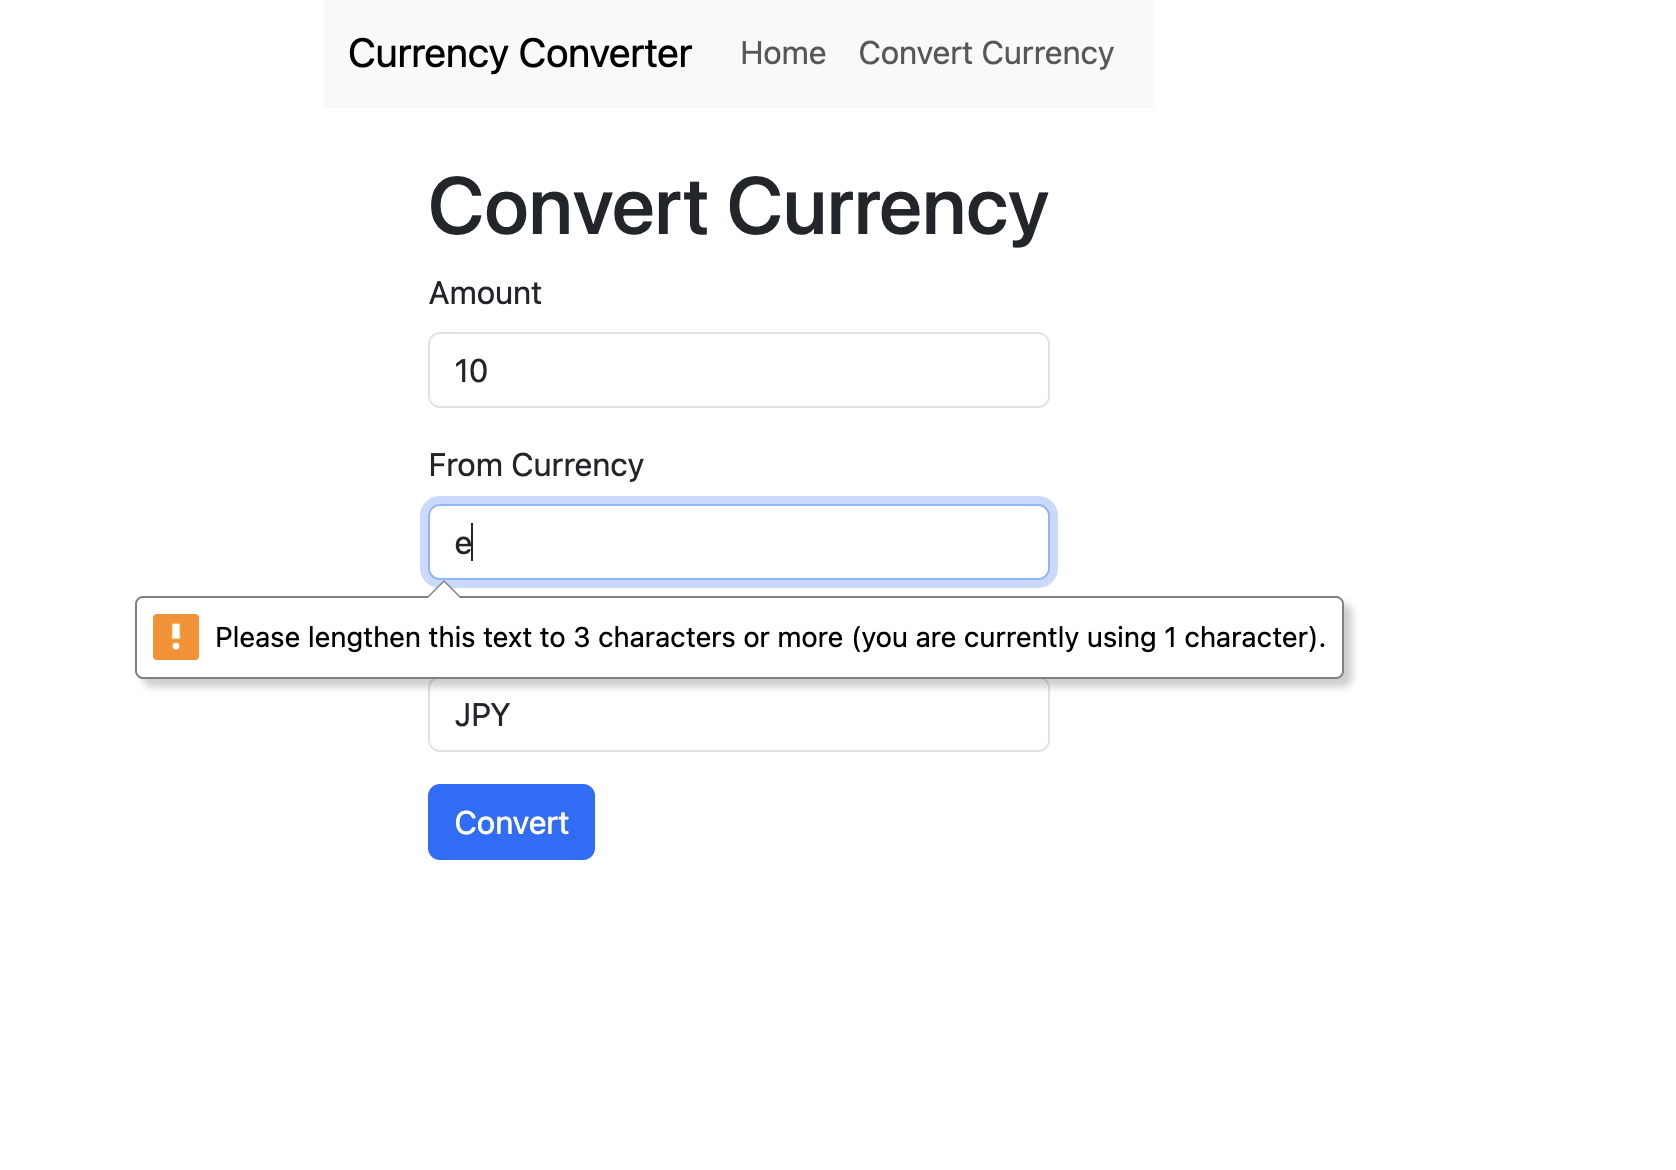 Currency Converter Home Convert Currency
Convert Currency
Amount
10
From Currency
e
Please lengthen this text to 3 characters or more (you are currently using 1 character).
JPY
Convert